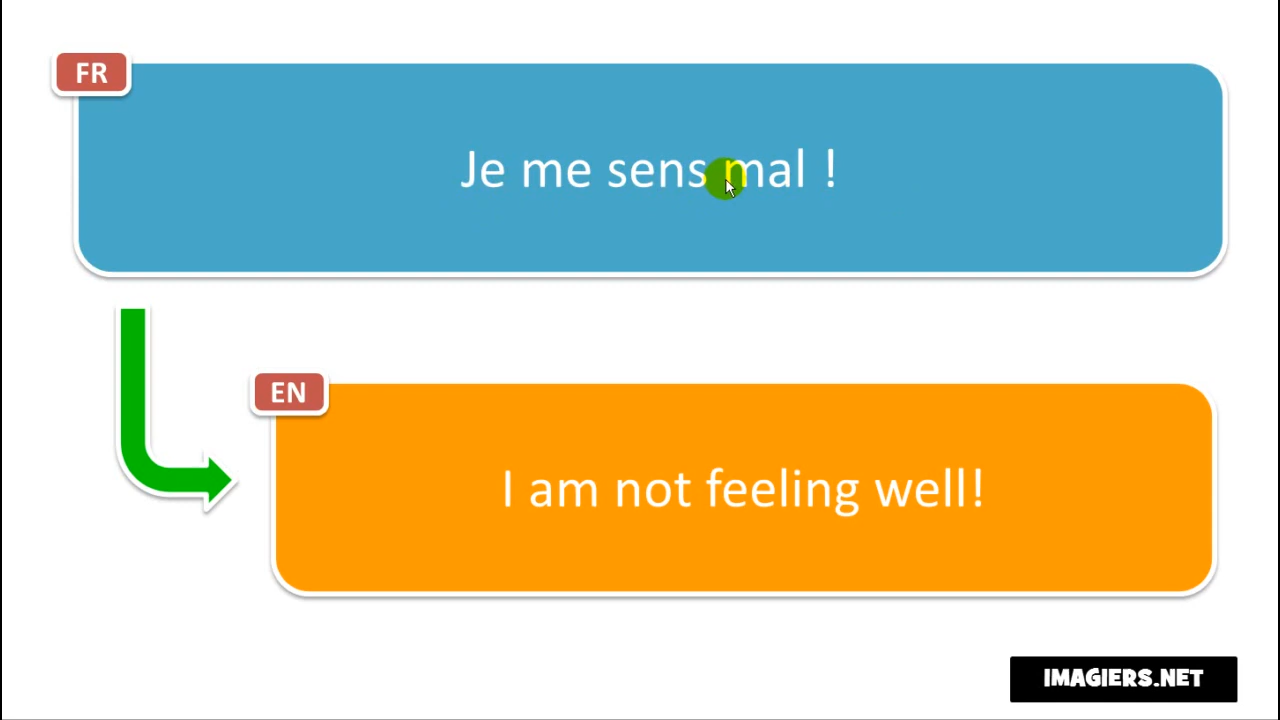 FR
Je me sens mal !
EN
I am not feeling well!
IMAGIERS.NET